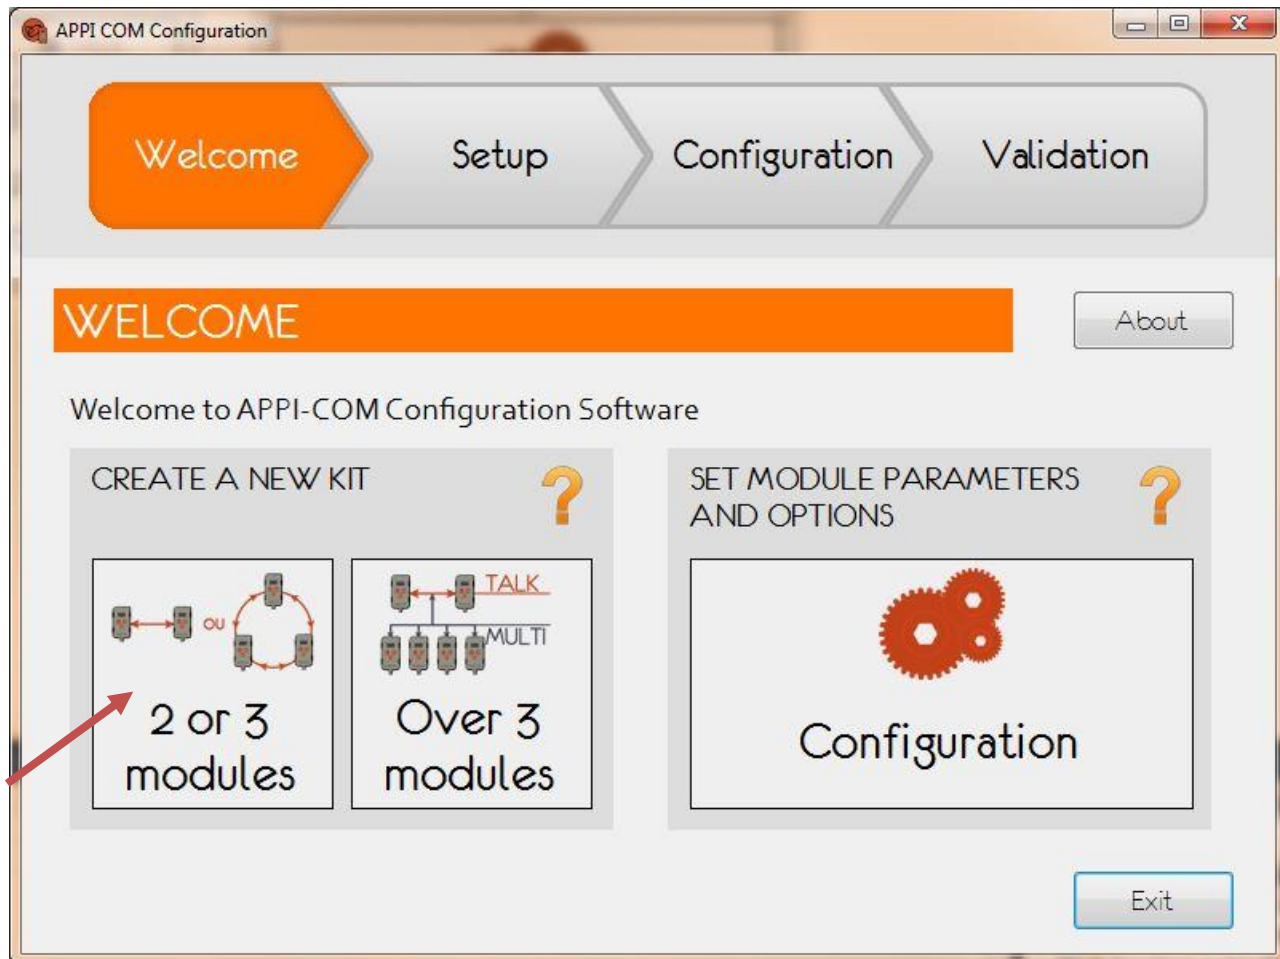 APPI COM Configuration
Welcome
Setup
Configuration
Validation
WELCOME
About
Welcome to APPI-COM Configuration Software
CREATE A NEW KIT
?
OU
2 or 3
modules
TALK
MULTI
Over 3
modules
SET MODULE PARAMETERS
AND OPTIONS
?
Configuration
Exit